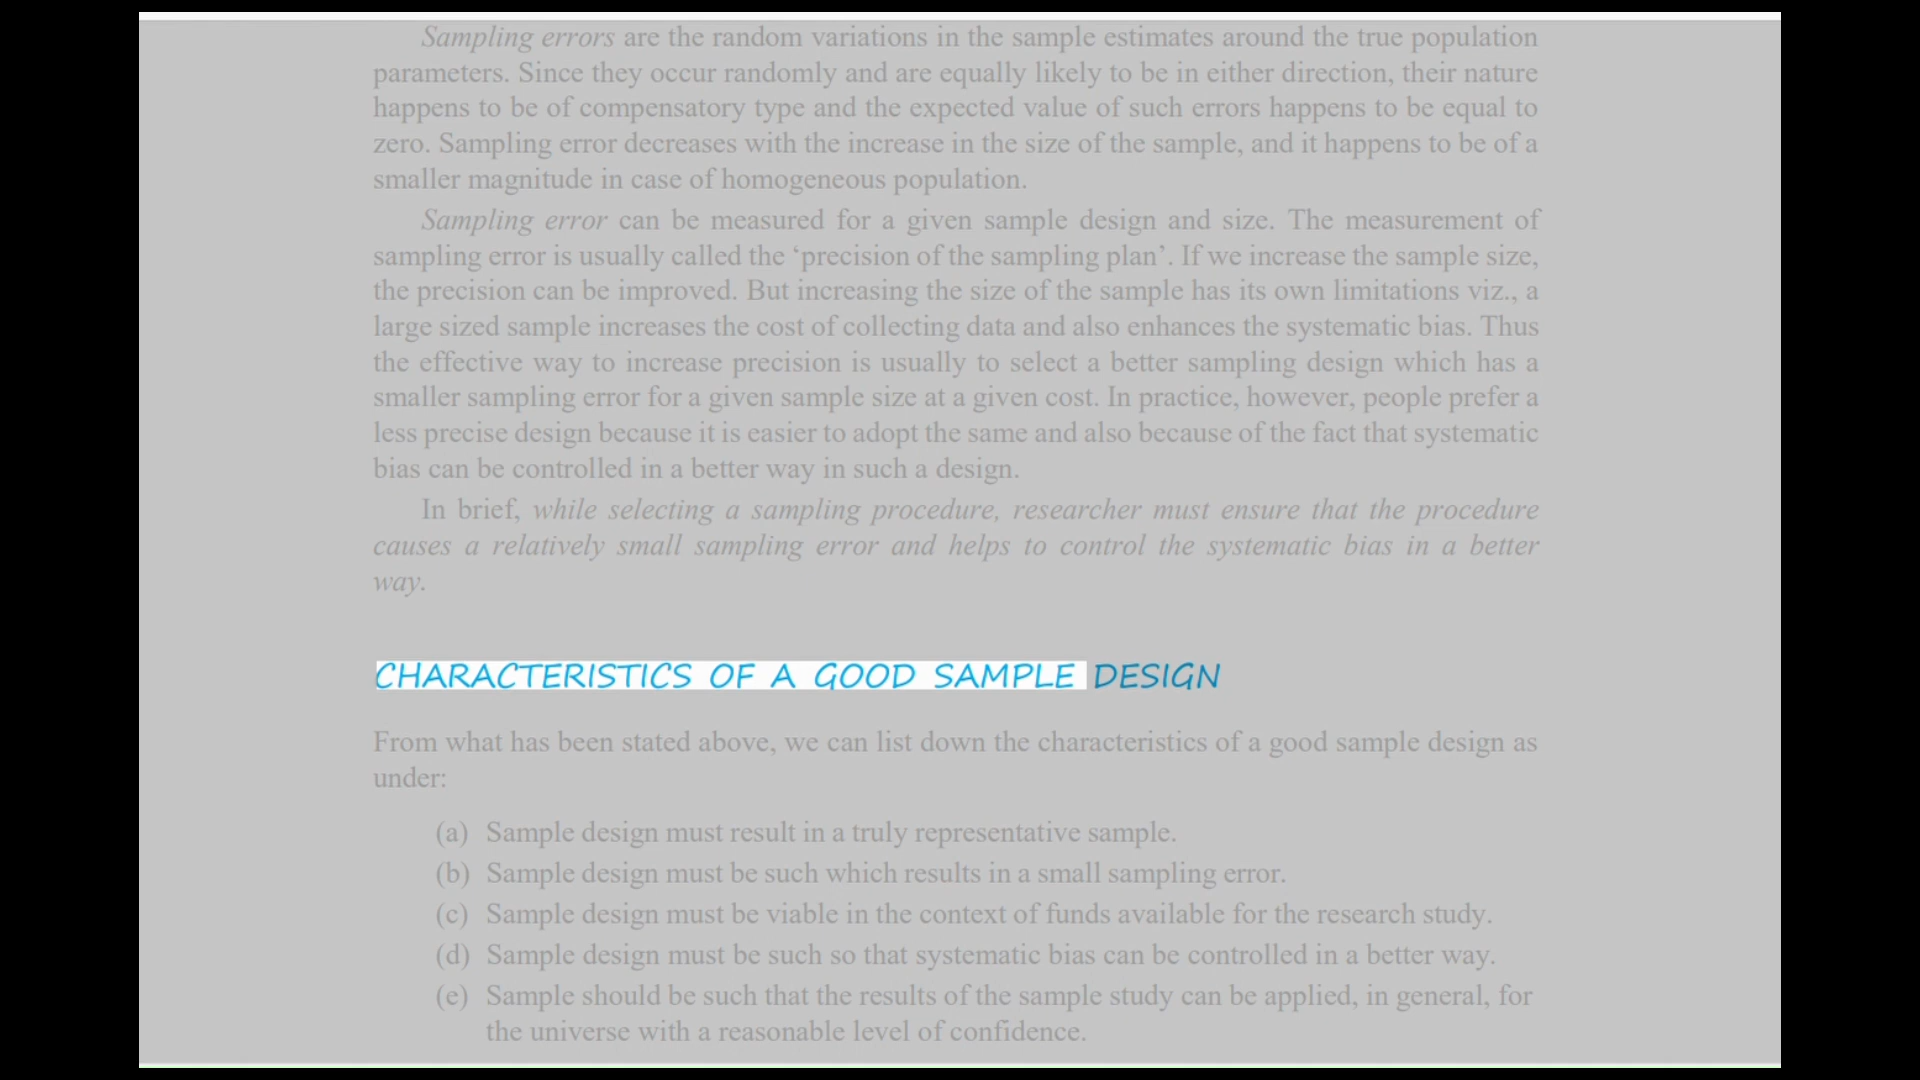 Sampling errors are the random variations in the sample estimates around the true population
parameters. Since they occur randomly and are equally likely to be in either direction, their nature
happens to be of compensatory type and the expected value of such errors happens to be equal to
zero. Sampling error decreases with the increase in the size of the sample, and it happens to be of a
smaller magnitude in case of homogeneous population.
Sampling error can be measured for a given sample design and size. The measurement of
sampling error is usually called the ‘precision of the sampling plan’. If we increase the sample size,
the precision can be improved. But increasing the size of the sample has its own limitations viz., a
large sized sample increases the cost of collecting data and also enhances the systematic bias. Thus
the effective way to increase precision is usually to select a better sampling design which has a
smaller sampling error for a given sample size at a given cost. In practice, however, people prefer a
less precise design because it is easier to adopt the same and also because of the fact that systematic
bias can be controlled in a better way in such a design.
In brief, while selecting a sampling procedure, researcher must ensure that the procedure
causes a relatively small sampling error and helps to control the systematic bias in a better
way.
CHARACTERISTICS OF A GOOD SAMPLE DESIGN
From what has been stated above, we can list down the characteristics of a good sample design as
under:
(a) Sample design must result in a truly representative sample.
(b) Sample design must be such which results in a small sampling error.
(c) Sample design must be viable in the context of funds available for the research study.
(d) Sample design must be such so that systematic bias can be controlled in a better way.
(e) Sample should be such that the results of the sample study can be applied, in general, for
the universe with a reasonable level of confidence.